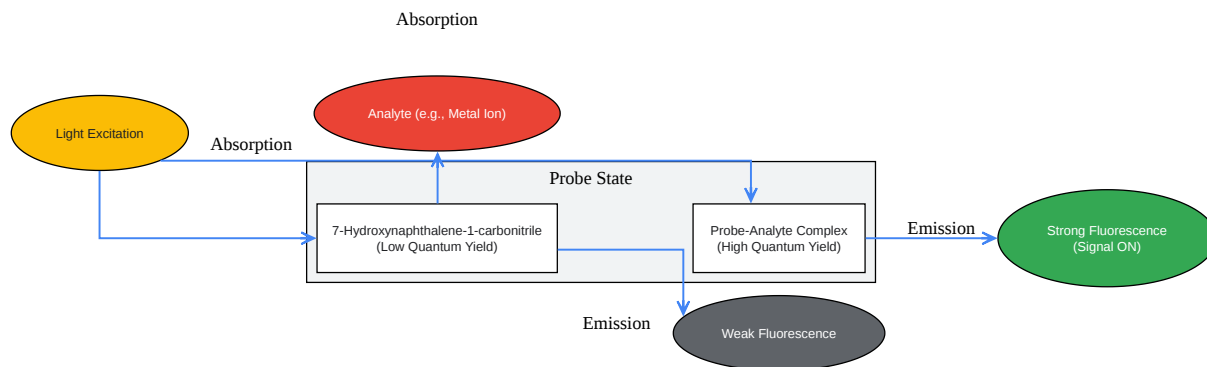 Absorption
Light Excitation
Analyte (e.g., Metal Ion)
Absorption
Probe State
7-Hydroxynaphthalene-1-carbonitrile
(Low Quantum Yield)
Probe-Analyte Complex
(High Quantum Yield)
Emission
Strong Fluorescence
(Signal ON)
Emission
Weak Fluorescence